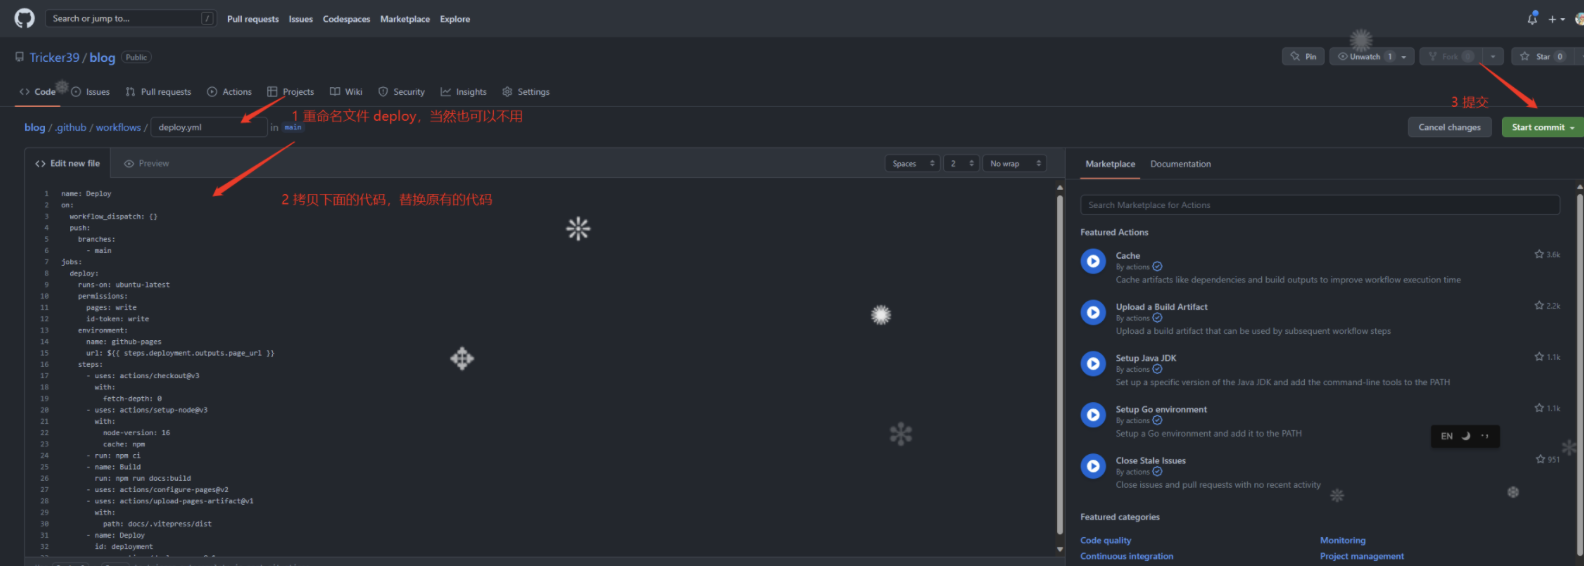 Search or jump to... /
Pull requests Issues Codespaces Marketplace Explore
Tricker39 / blog Public
Pin Unwatch 1 Fork Star 0
Code Issues Pull requests Actions Projects Wiki Security Insights Settings
1 重命名文件 deploy，当然也可以不用
3 提交
blog / .github / workflows / deploy.yml in main
Cancel changes Start commit
Edit new file Preview
Spaces 2 No wrap
2 拷贝下面的代码，替换原有的代码
1 name: Deploy
2 on:
3 workflow_dispatch: {}
4 push:
5 branches:
6 - main
7 jobs:
8 deploy:
9 runs-on: ubuntu-latest
10 permissions:
11 pages: write
12 id-token: write
13 environment:
14 name: github-pages
15 url: ${{ steps.deployment.outputs.page_url }}
16 steps:
17 - uses: actions/checkout@v3
18 with:
19 fetch-depth: 0
20 - uses: actions/setup-node@v3
21 with:
22 node-version: 16
23 cache: npm
24 - run: npm ci
25 - name: Build
26 run: npm run docs:build
27 - uses: actions/configure-pages@v2
28 - uses: actions/upload-pages-artifact@v1
29 with:
30 path: docs/.vitepress/dist
31 - name: Deploy
32 id: deployment
Marketplace Documentation
Search Marketplace for Actions
Featured Actions
Cache 3.6k
By actions
Cache artifacts like dependencies and build outputs to improve workflow execution time
Upload a Build Artifact 2.2k
By actions
Upload a build artifact that can be used by subsequent workflow steps
Setup Java JDK 1.1k
By actions
Set up a specific version of the Java JDK and add the command-line tools to the PATH
Setup Go environment 1.1k
By actions
Setup a Go environment and add it to the PATH
EN
Close Stale Issues 951
By actions
Close issues and pull requests with no recent activity
Featured categories
Code quality Monitoring
Continuous integration Project management